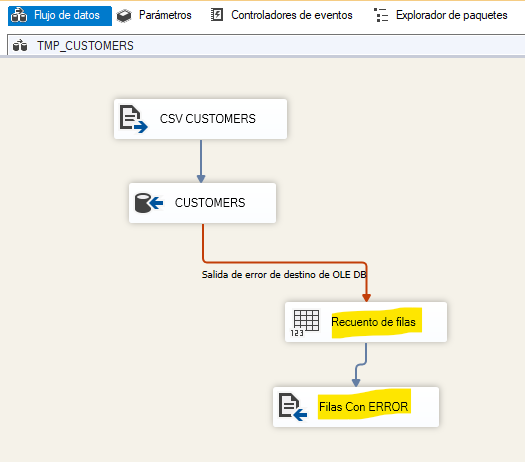 Flujo de datos Parámetros Controladores de eventos Explorador de paquetes
TMP_CUSTOMERS
CSV CUSTOMERS
CUSTOMERS
Salida de error de destino de OLE DB
Recuento de filas
123
Filas Con ERROR